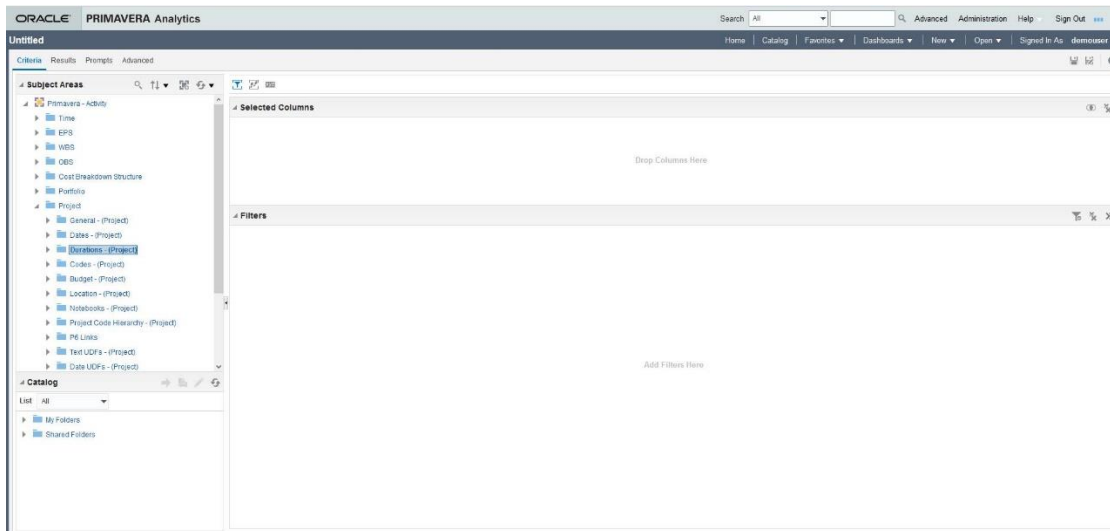 ORACLE PRIMAVERA Analytics Search All Advanced Administration Help Sign Out
Untitled Home Catalog Favorites Dashboards New Open Signed In As demouser
Criteria Results Prompts Advanced
Subject Areas
Primavera - Activity
Time
EPS
WBS
OBS
Cost Breakdown Structure
Portfolio
Project
General - (Project)
Dates - (Project)
Durations - (Project)
Codes - (Project)
Budget - (Project)
Location - (Project)
Notebooks - (Project)
Project Code Hierarchy - (Project)
P6 Links
Text UDFs - (Project)
Date UDFs - (Project)
Catalog
List All
My Folders
Shared Folders
Selected Columns
Drop Columns Here
Filters
Add Filters Here